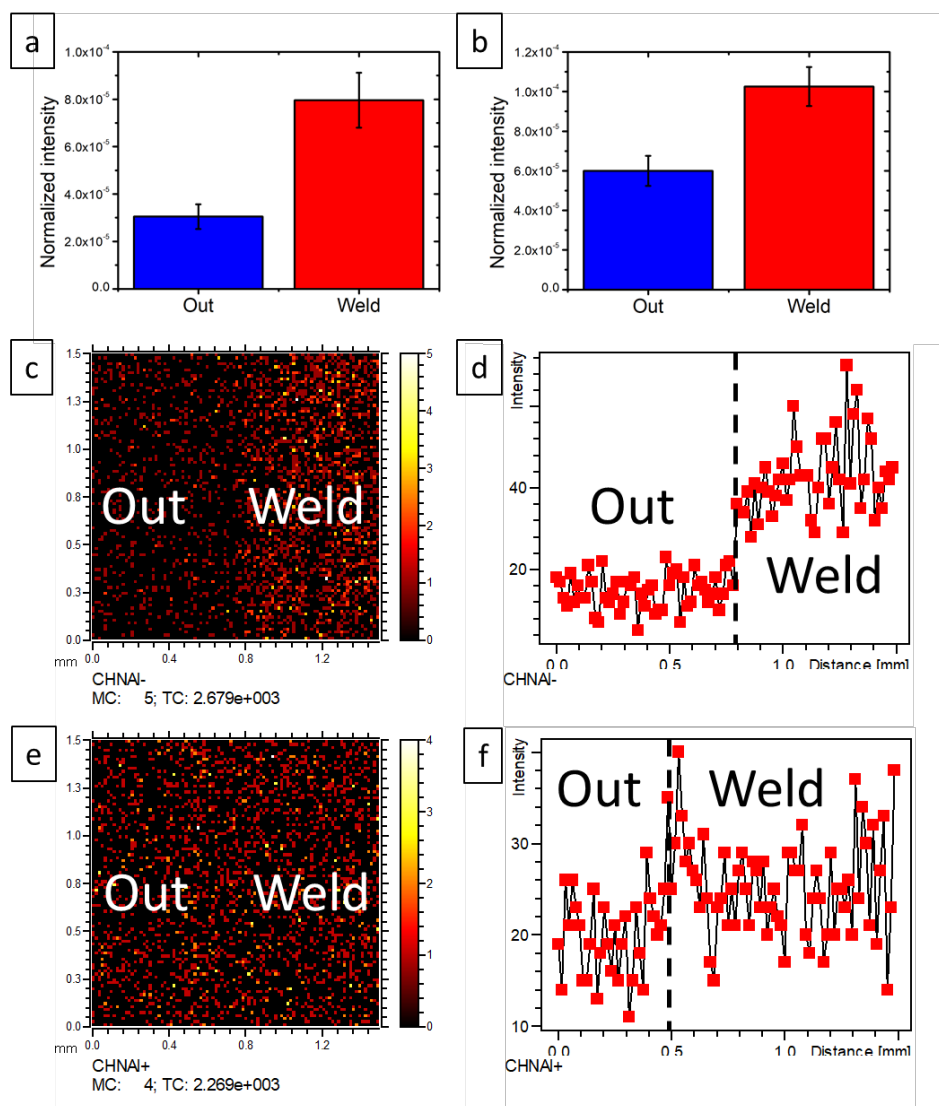 a
1.0x10⁻⁴
8.0x10⁻⁵
6.0x10⁻⁵
4.0x10⁻⁵
2.0x10⁻⁵
0.0
Normalized intensity
Out Weld
b
1.2x10⁻⁴
1.0x10⁻⁴
8.0x10⁻⁵
6.0x10⁻⁵
4.0x10⁻⁵
2.0x10⁻⁵
0.0
Normalized intensity
Out Weld
c
1.5
1.3
1.0
0.8
0.5
0.3
0.0
Out Weld
mm 0.0 0.4 0.8 1.2
5
4
3
2
1
0
CHNAl-
MC: 5; TC: 2.679e+003
d
Intensity
40
20
Out
Weld
0.0 0.5 1.0 Distance [mm]
CHNAl-
e
1.5
1.3
1.0
0.8
0.5
0.3
0.0
Out Weld
mm 0.0 0.4 0.8 1.2
4
3
2
1
0
CHNAl+
MC: 4; TC: 2.269e+003
f
Intensity
30
20
10
Out Weld
0.0 0.5 1.0 Distance [mm]
CHNAl+